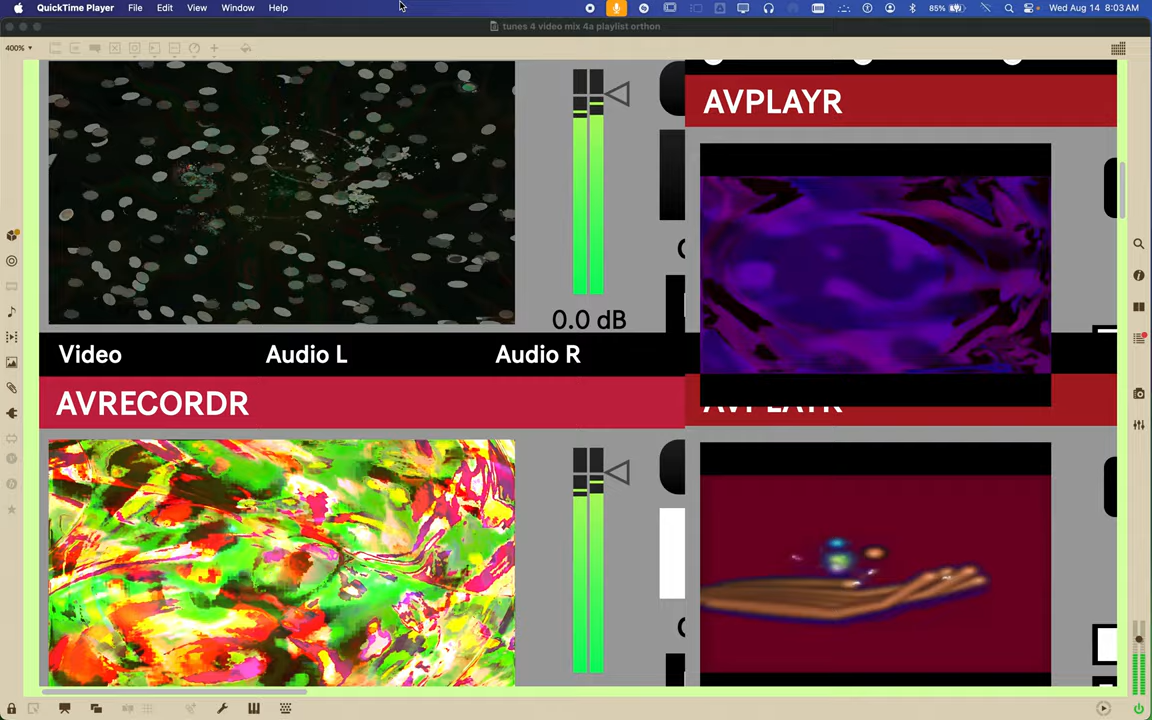 QuickTime Player File Edit View Window Help 85% Wed Aug 14 8:03 AM
tunes 4 video mix 4a playlist orthon
400%
AVPLAYR
0.0 dB
Video Audio L Audio R
AVRECORDR
AVPLAYR